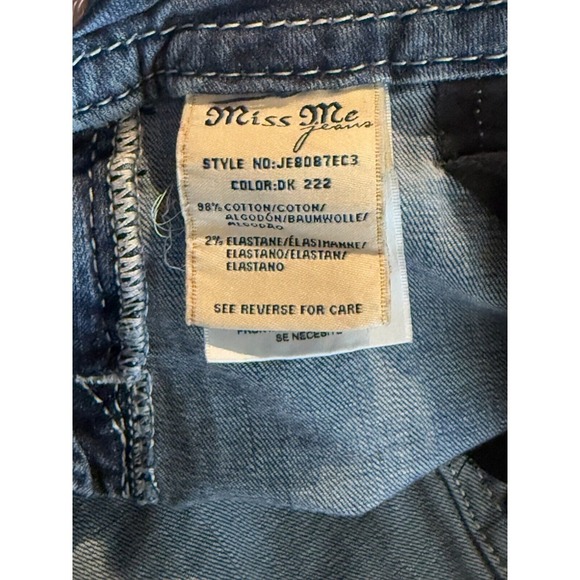 Miss Me
jeans
STYLE NO:JE8087EC3
COLOR:DK 222
98% COTTON/COTON/
ALGODÓN/BAUMWOLLE/
ALGODAO
2% ELASTANE/ÉLASTHANNE/
ELASTANO/ELASTAN/
ELASTANO
SEE REVERSE FOR CARE
SE NECESITE